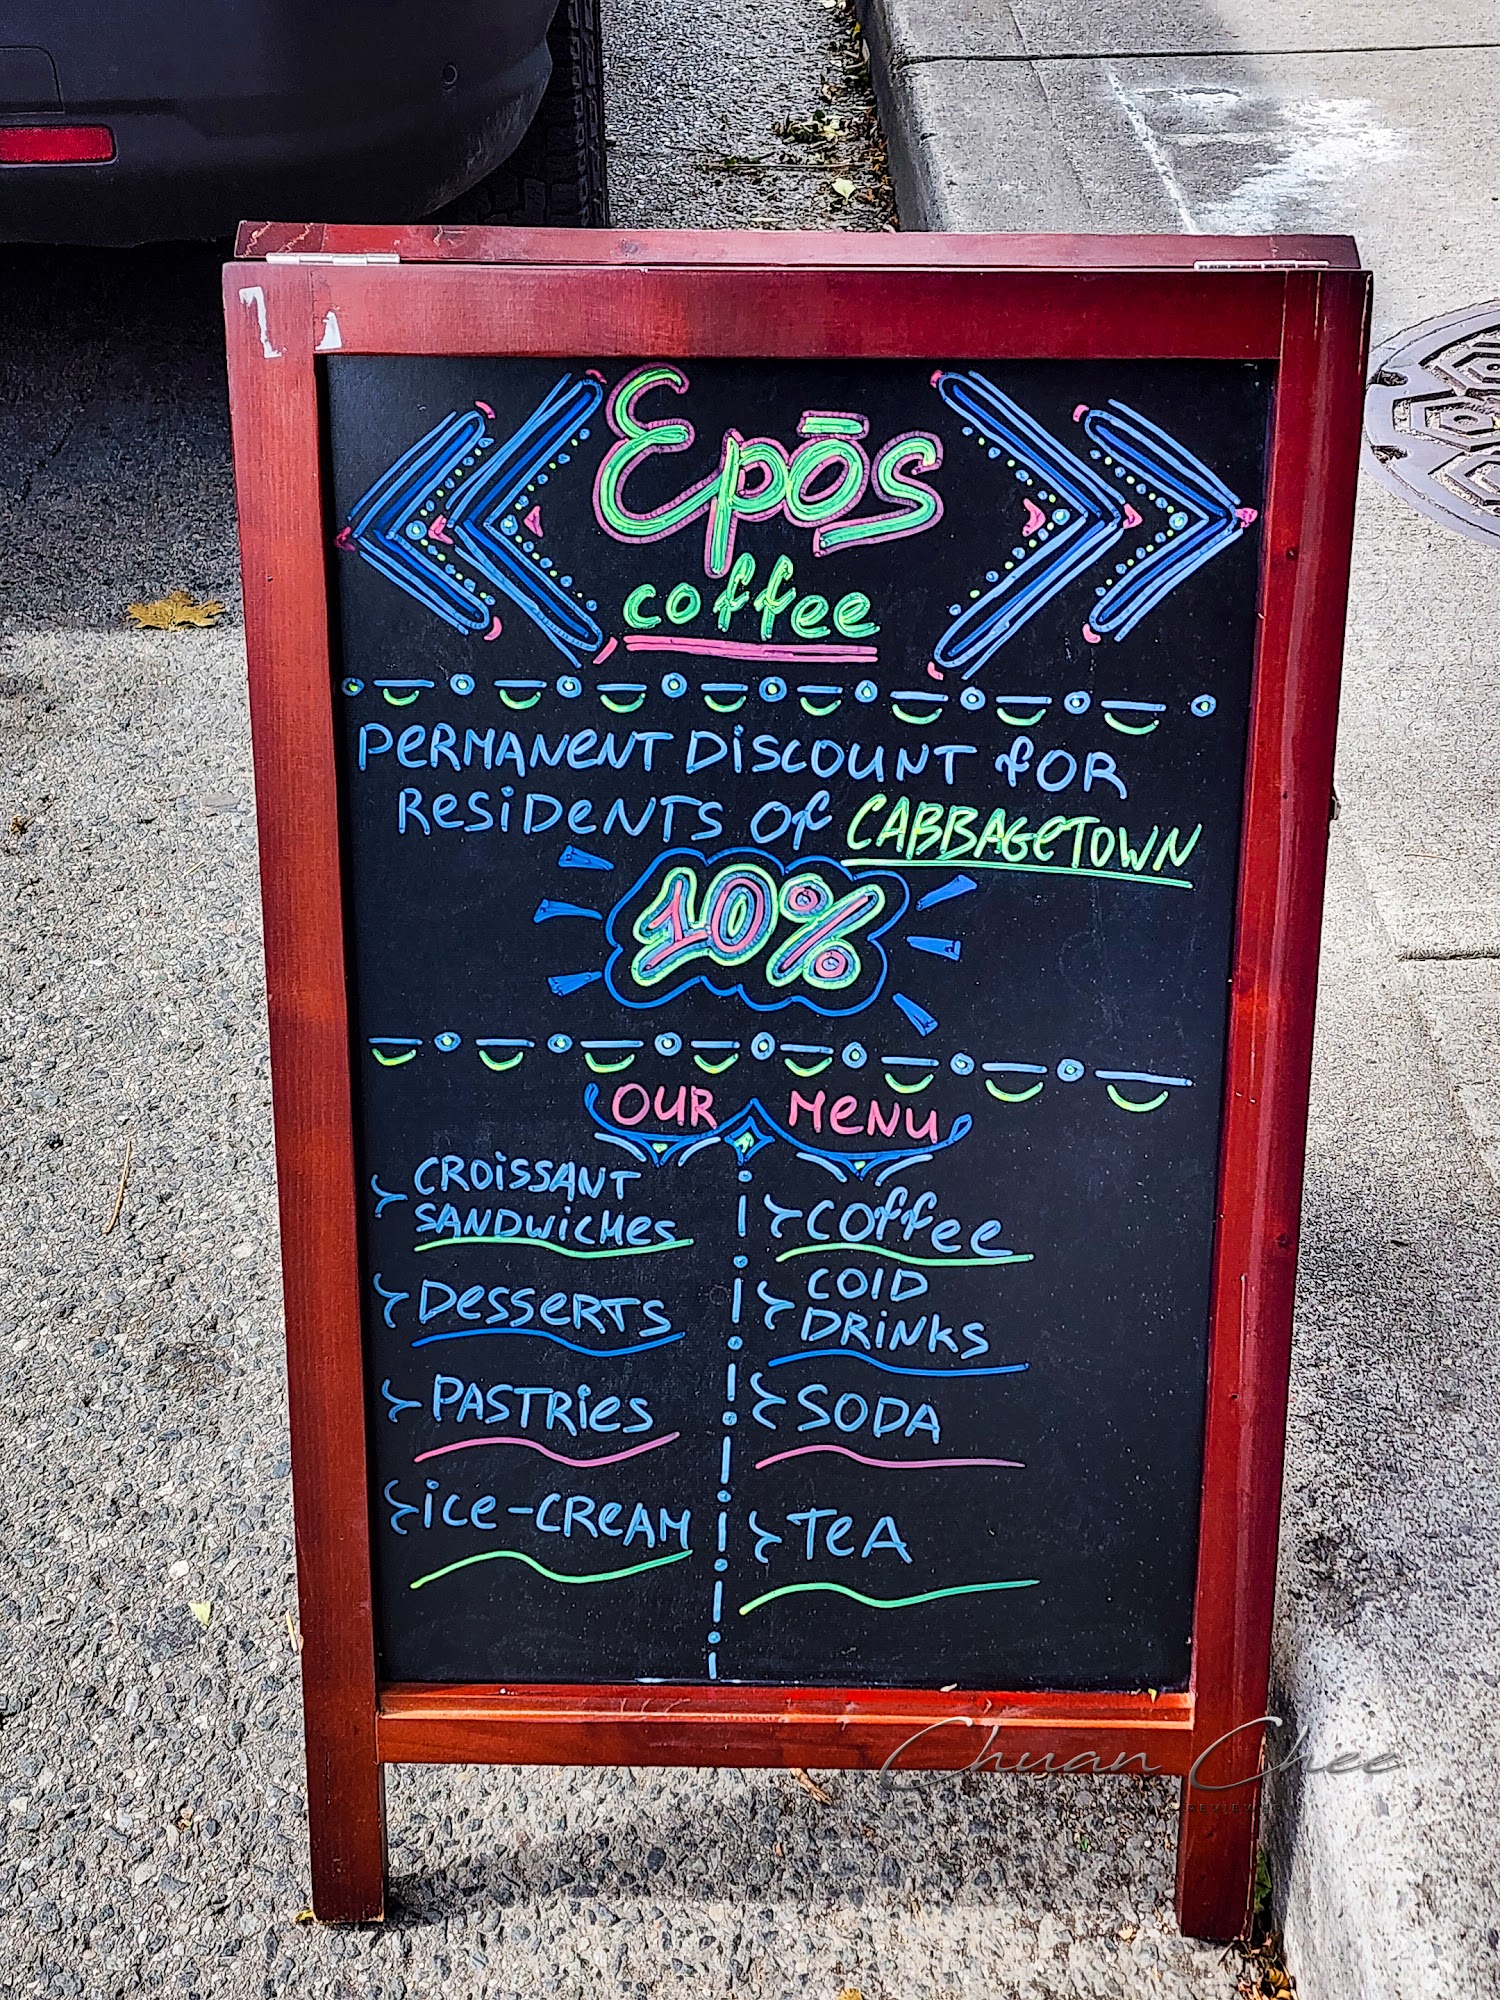 Epōs
coffee
PERMANENT DISCOUNT FOR
RESIDENTS OF CABBAGETOWN
10%
OUR MENU
CROISSANT
SANDWICHES
DESSERTS
PASTRIES
ICE-CREAM
COFFEE
COLD
DRINKS
SODA
TEA
Chuan Chee